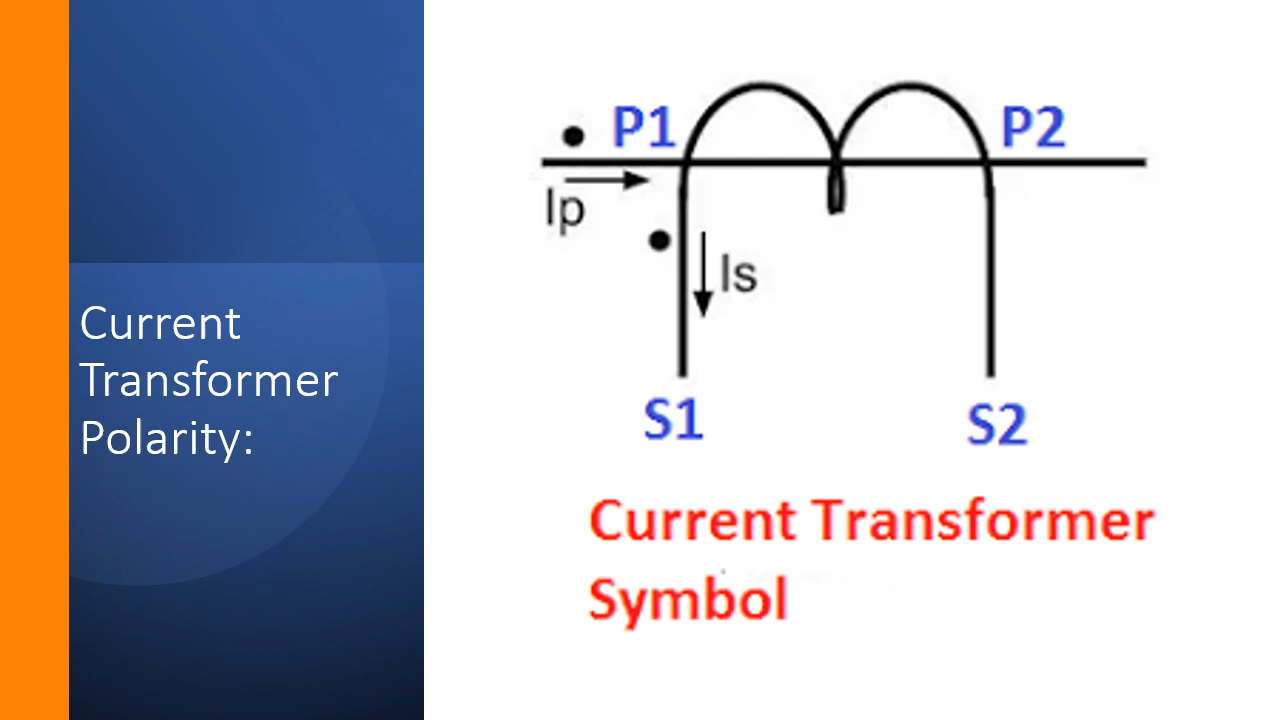 Current
Transformer
Polarity:
P1
P2
Ip
Is
S1
S2
Current Transformer
Symbol